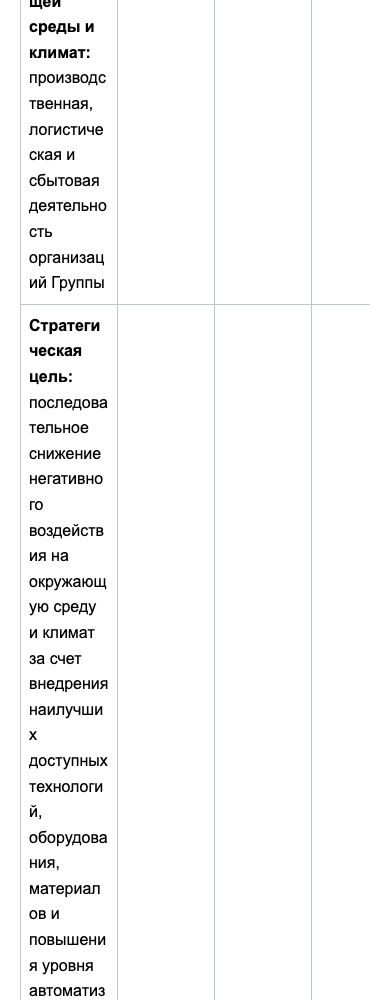 щей
среды и
климат:
производс
твенная,
логистиче
ская и
сбытовая
деятельно
сть
организац
ий Группы
Стратеги
ческая
цель:
последова
тельное
снижение
негативно
го
воздейств
ия на
окружающ
ую среду
и климат
за счет
внедрения
наилучши
х
доступных
технологи
й,
оборудова
ния,
материал
ов и
повышени
я уровня
автоматиз